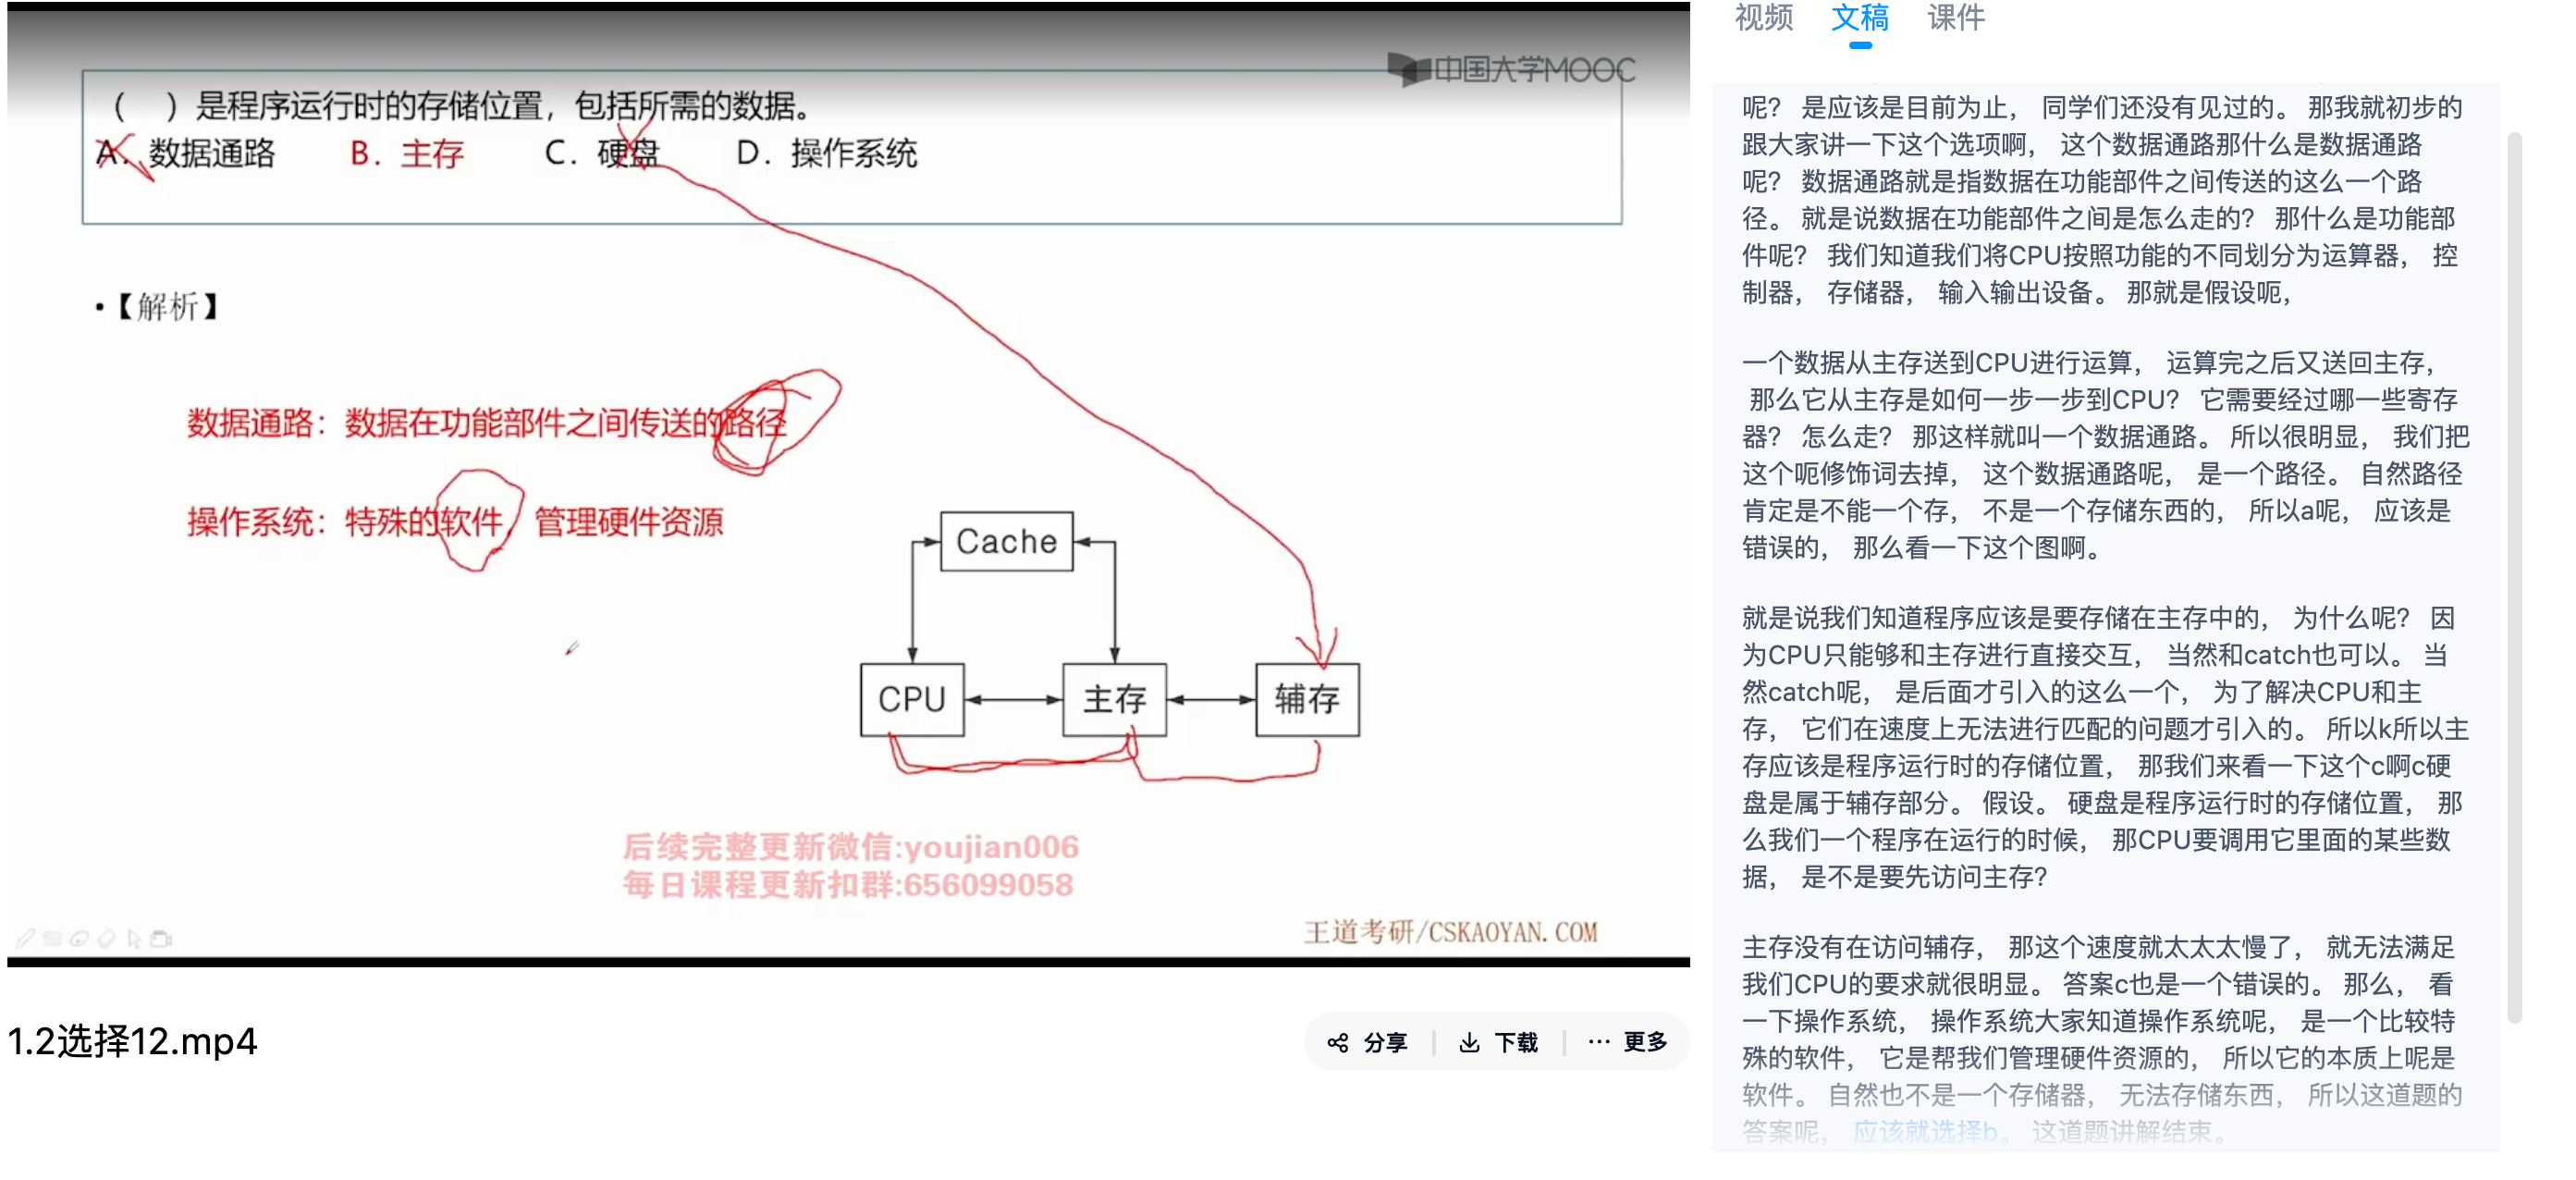 中国大学MOOC
（ ）是程序运行时的存储位置，包括所需的数据。
A. 数据通路 B. 主存 C. 硬盘 D. 操作系统
•【解析】
数据通路：数据在功能部件之间传送的路径
操作系统：特殊的软件，管理硬件资源
Cache
CPU 主存 辅存
后续完整更新微信:youjian006
每日课程更新扣群:656099058
王道考研/CSKAOYAN.COM
1.2选择12.mp4
分享 下载 更多
视频 文稿 课件
呢？ 是应该是目前为止， 同学们还没有见过的。 那我就初步的
跟大家讲一下这个选项啊， 这个数据通路那什么是数据通路
呢？ 数据通路就是指数据在功能部件之间传送的这么一个路
径。 就是说数据在功能部件之间是怎么走的？ 那什么是功能部
件呢？ 我们知道我们将CPU按照功能的不同划分为运算器， 控
制器， 存储器， 输入输出设备。 那就是假设呃，
一个数据从主存送到CPU进行运算， 运算完之后又送回主存，
那么它从主存是如何一步一步到CPU？ 它需要经过哪一些寄存
器？ 怎么走？ 那这样就叫一个数据通路。 所以很明显， 我们把
这个呃修饰词去掉， 这个数据通路呢， 是一个路径。 自然路径
肯定是不能一个存， 不是一个存储东西的， 所以a呢， 应该是
错误的， 那么看一下这个图啊。
就是说我们知道程序应该是要存储在主存中的， 为什么呢？ 因
为CPU只能够和主存进行直接交互， 当然和catch也可以。 当
然catch呢， 是后面才引入的这么一个， 为了解决CPU和主
存， 它们在速度上无法进行匹配的问题才引入的。 所以k所以主
存应该是程序运行时的存储位置， 那我们来看一下这个c啊c硬
盘是属于辅存部分。 假设。 硬盘是程序运行时的存储位置， 那
么我们一个程序在运行的时候， 那CPU要调用它里面的某些数
据， 是不是要先访问主存？
主存没有在访问辅存， 那这个速度就太太太慢了， 就无法满足
我们CPU的要求就很明显。 答案c也是一个错误的。 那么， 看
一下操作系统， 操作系统大家知道操作系统呢， 是一个比较特
殊的软件， 它是帮我们管理硬件资源的， 所以它的本质上呢是
软件。 自然也不是一个存储器， 无法存储东西， 所以这道题的
答案呢， 应该就选择b。 这道题讲解结束。